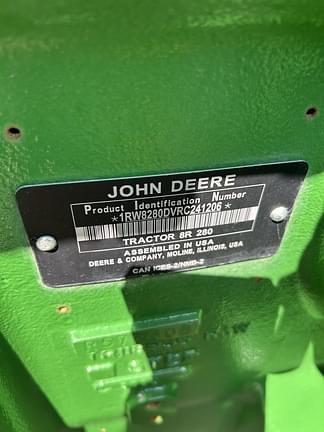 JOHN DEERE
Product Identification Number
*1RW8280DVRC241206*
TRACTOR 8R 280
ASSEMBLED IN USA
DEERE & COMPANY, MOLINE, ILLINOIS, USA
CAN ICES-2/NMB-2